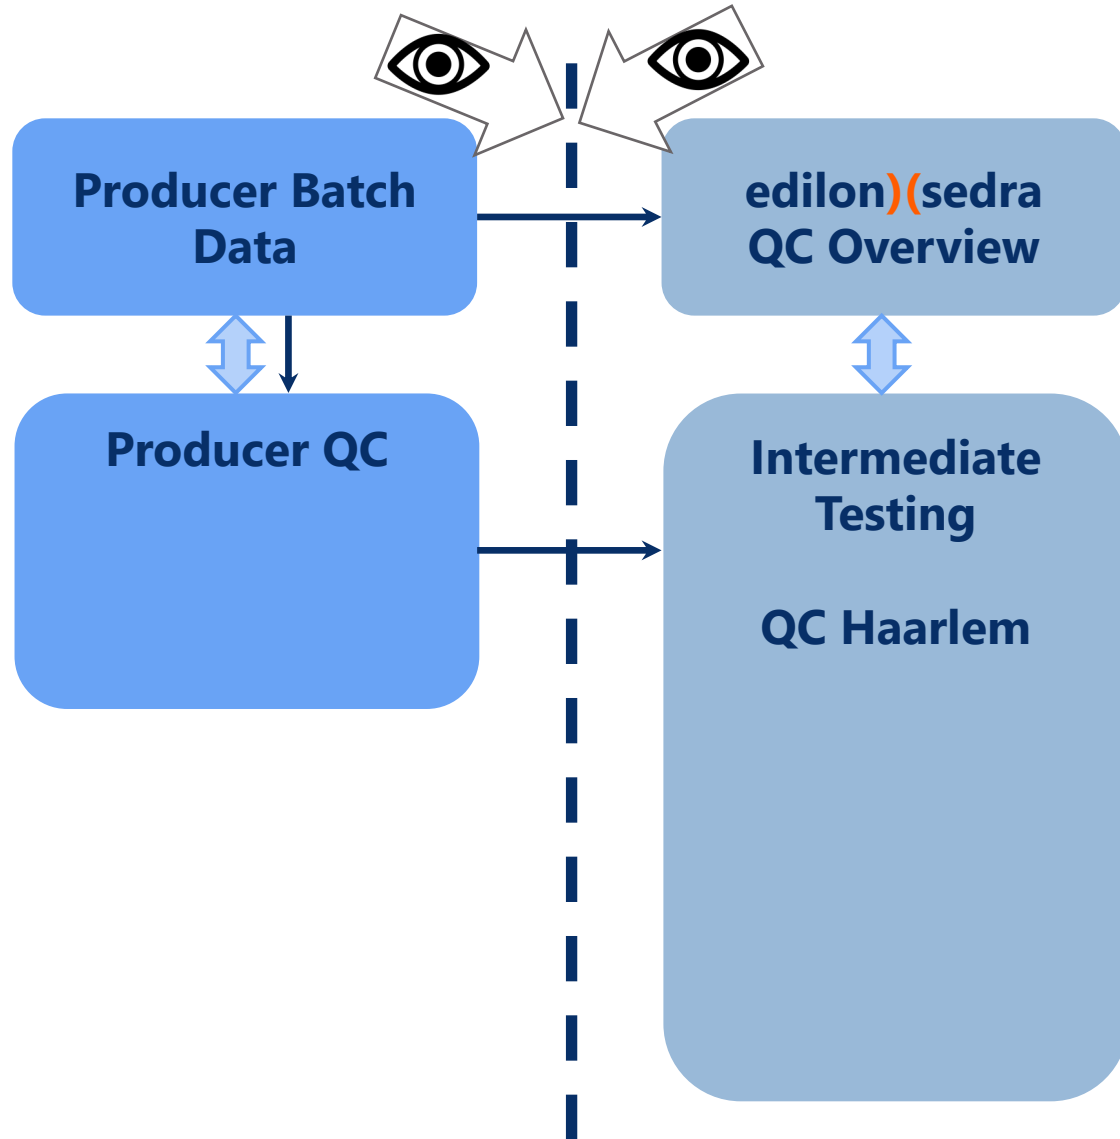 Producer Batch
Data
edilon)(sedra
QC Overview
Producer QC
Intermediate
Testing
QC Haarlem